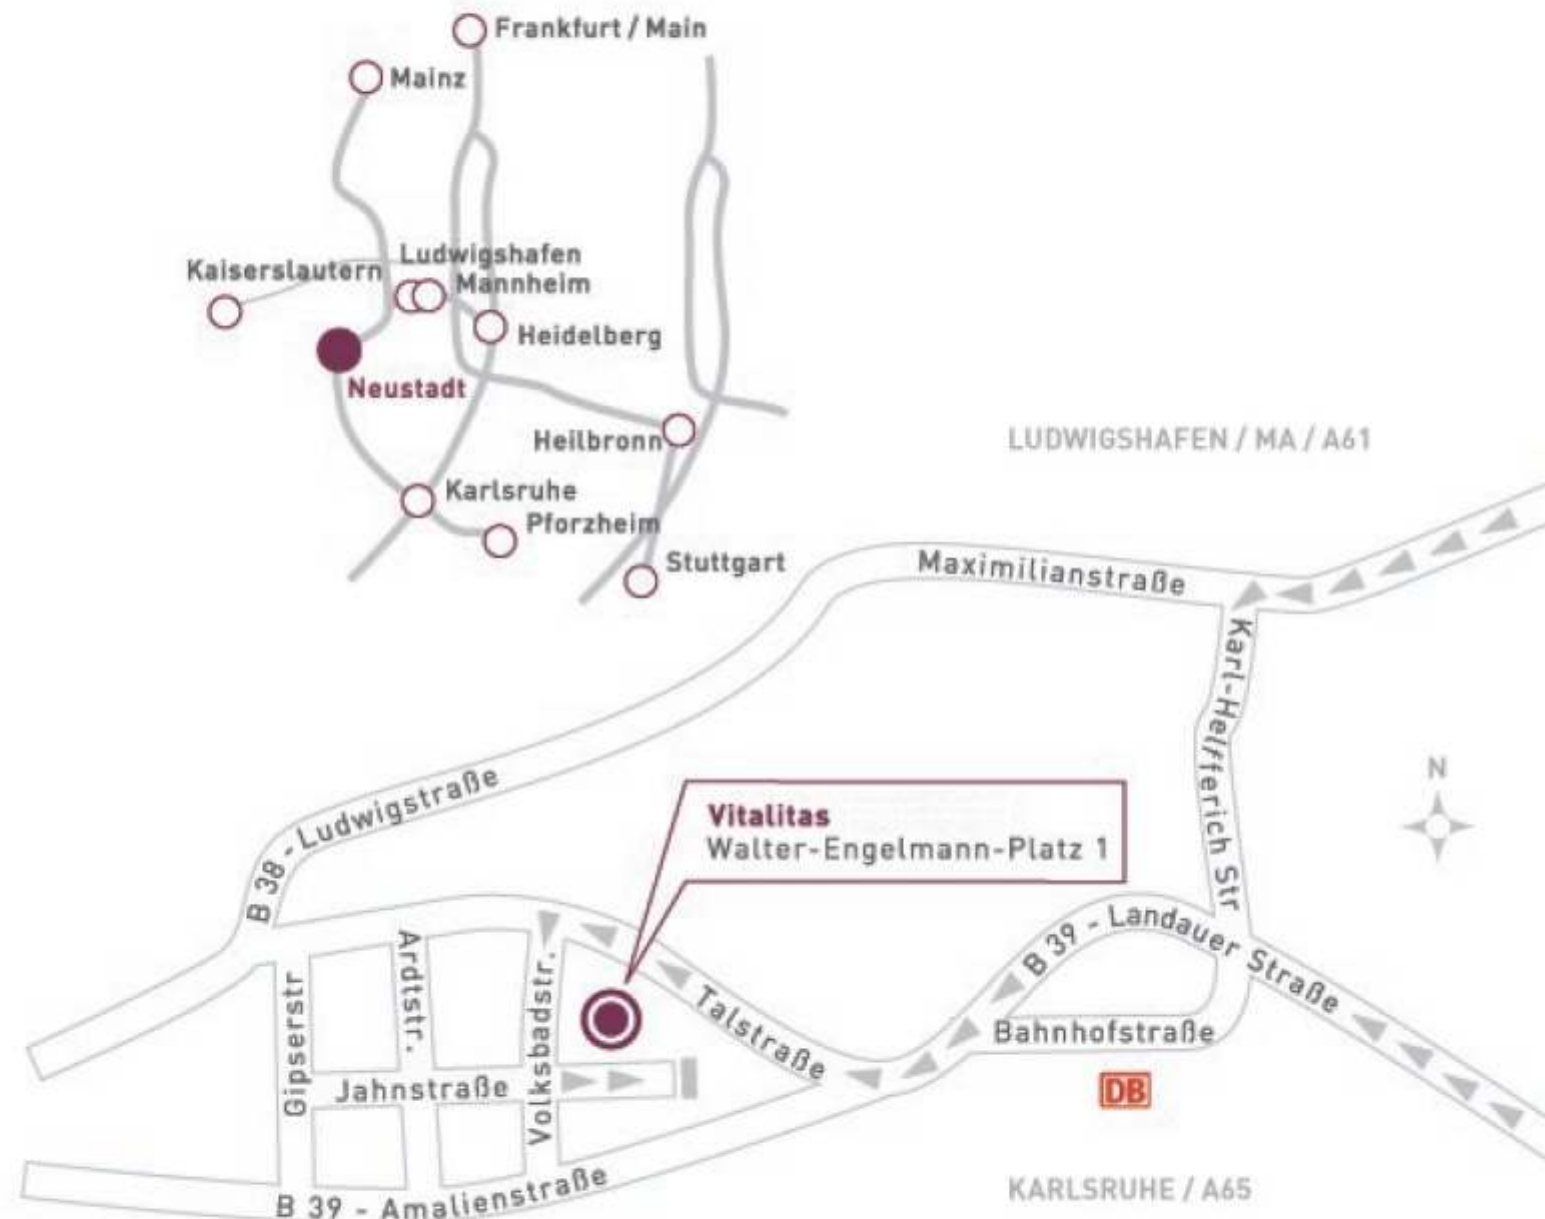 Frankfurt / Main
Mainz
Ludwigshafen
Kaiserslautern
Mannheim
Heidelberg
Neustadt
Heilbronn
Karlsruhe
Pforzheim
Stuttgart
LUDWIGSHAFEN / MA / A61
Maximilianstraße
Karl-Helfferich Str
N
B 38 - Ludwigstraße
Vitalitas
Walter-Engelmann-Platz 1
B 39 - Landauer Straße
Ardtstr.
Volksbadstr.
Gipserstr
Talstraße
Bahnhofstraße
Jahnstraße
DB
B 39 - Amalienstraße
KARLSRUHE / A65